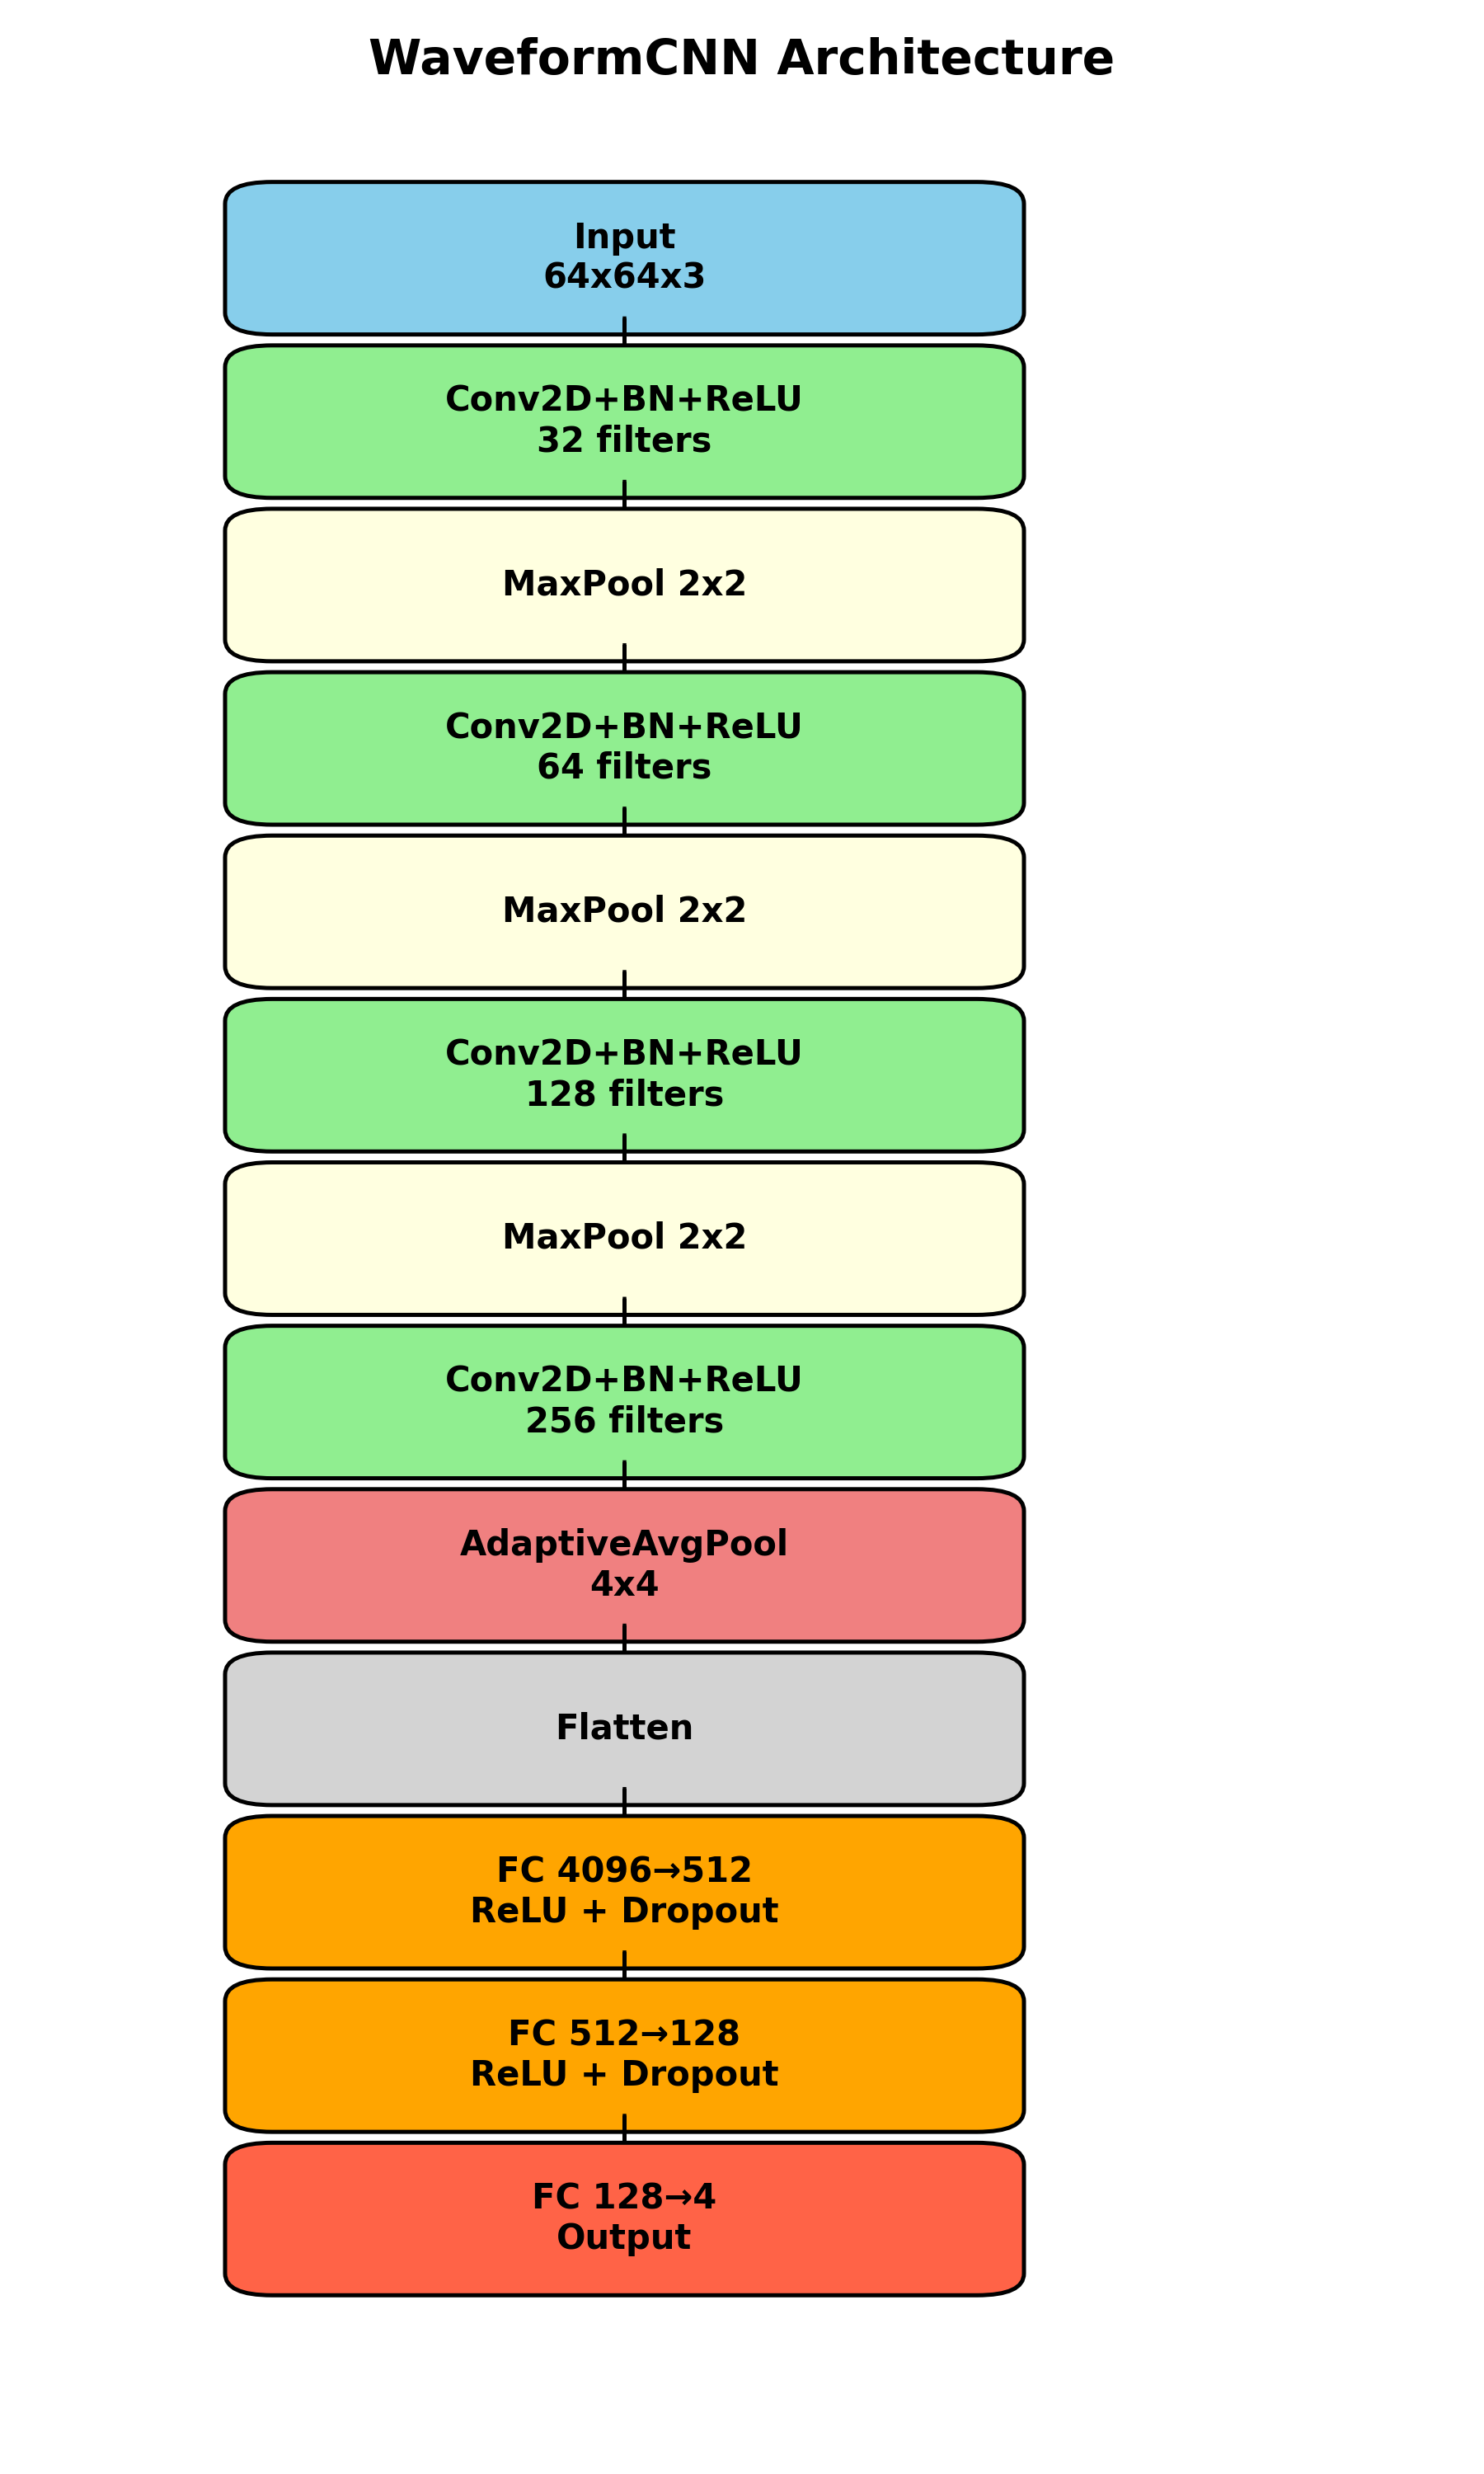 WaveformCNN Architecture
Input
64x64x3
Conv2D+BN+ReLU
32 filters
MaxPool 2x2
Conv2D+BN+ReLU
64 filters
MaxPool 2x2
Conv2D+BN+ReLU
128 filters
MaxPool 2x2
Conv2D+BN+ReLU
256 filters
AdaptiveAvgPool
4x4
Flatten
FC 4096→512
ReLU + Dropout
FC 512→128
ReLU + Dropout
FC 128→4
Output